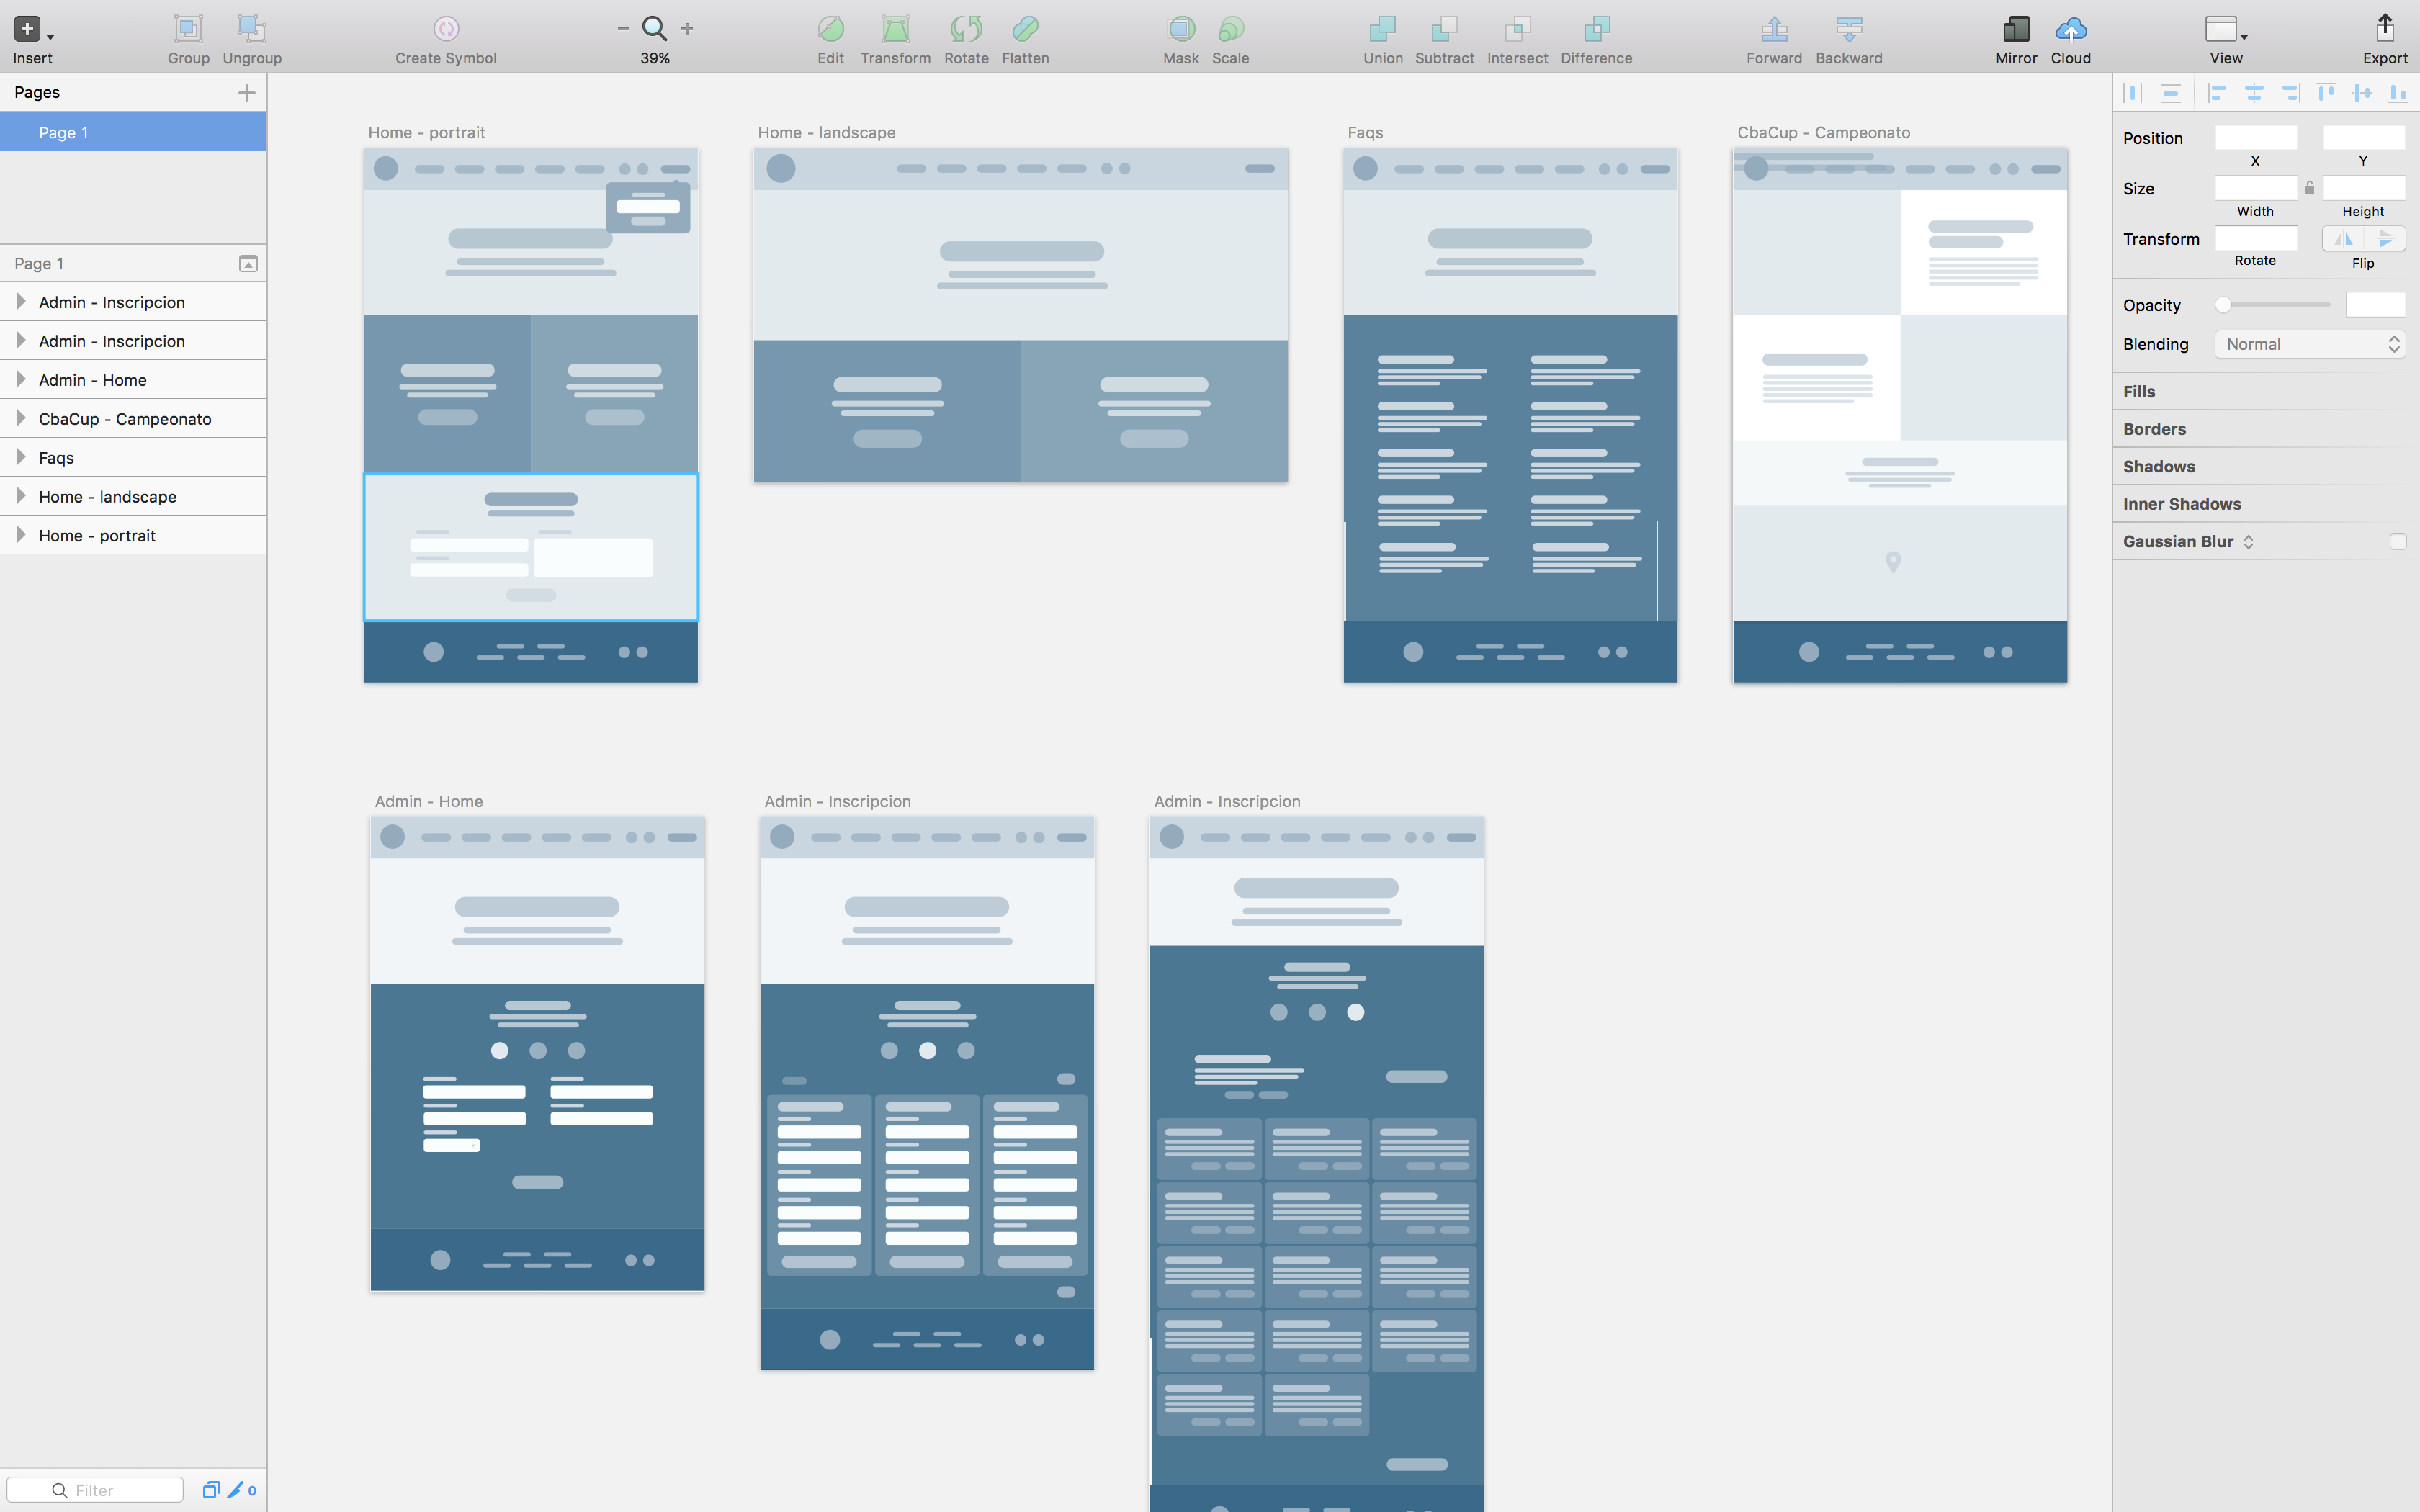 Insert
Group
Ungroup
Create Symbol
39%
Edit
Transform
Rotate
Flatten
Mask
Scale
Union
Subtract
Intersect
Difference
Forward
Backward
Mirror
Cloud
View
Export
Pages
Page 1
Page 1
Admin - Inscripcion
Admin - Inscripcion
Admin - Home
CbaCup - Campeonato
Faqs
Home - landscape
Home - portrait
Filter
0
Home - portrait
Home - landscape
Faqs
CbaCup - Campeonato
Admin - Home
Admin - Inscripcion
Admin - Inscripcion
Position
X
Y
Size
Width
Height
Transform
Rotate
Flip
Opacity
Blending
Normal
Fills
Borders
Shadows
Inner Shadows
Gaussian Blur